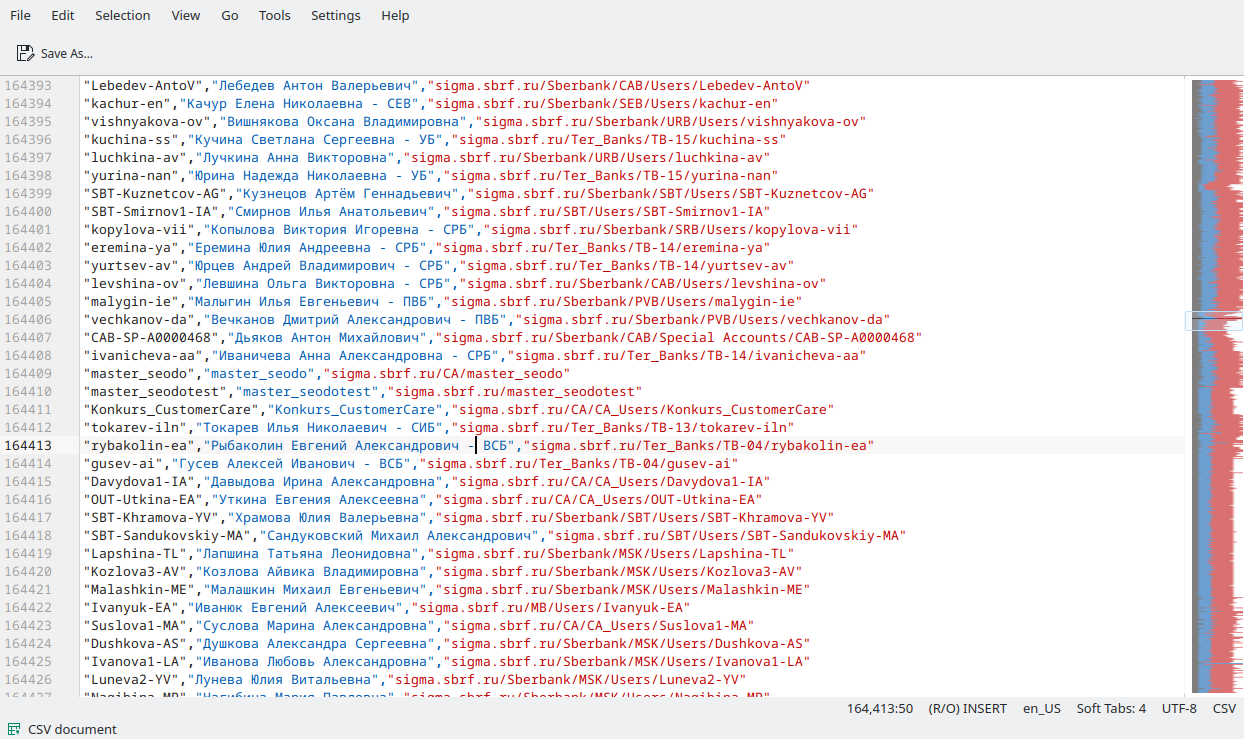 File Edit Selection View Go Tools Settings Help
Save As...
164393 "Lebedev-AntoV","Лебедев Антон Валерьевич","sigma.sbrf.ru/Sberbank/CAB/Users/Lebedev-AntoV"
164394 "kachur-en","Качур Елена Николаевна - СЕВ","sigma.sbrf.ru/Sberbank/SEB/Users/kachur-en"
164395 "vishnyakova-ov","Вишнякова Оксана Владимировна","sigma.sbrf.ru/Sberbank/URB/Users/vishnyakova-ov"
164396 "kuchina-ss","Кучина Светлана Сергеевна - УБ","sigma.sbrf.ru/Ter_Banks/TB-15/kuchina-ss"
164397 "luchkina-av","Лучкина Анна Викторовна","sigma.sbrf.ru/Sberbank/URB/Users/luchkina-av"
164398 "yurina-nan","Юрина Надежда Николаевна - УБ","sigma.sbrf.ru/Ter_Banks/TB-15/yurina-nan"
164399 "SBT-Kuznetcov-AG","Кузнецов Артём Геннадьевич","sigma.sbrf.ru/Sberbank/SBT/Users/SBT-Kuznetcov-AG"
164400 "SBT-Smirnov1-IA","Смирнов Илья Анатольевич","sigma.sbrf.ru/SBT/Users/SBT-Smirnov1-IA"
164401 "kopylova-vii","Копылова Виктория Игоревна - СРБ","sigma.sbrf.ru/Sberbank/SRB/Users/kopylova-vii"
164402 "eremina-ya","Еремина Юлия Андреевна - СРБ","sigma.sbrf.ru/Ter_Banks/TB-14/eremina-ya"
164403 "yurtsev-av","Юрцев Андрей Владимирович - СРБ","sigma.sbrf.ru/Ter_Banks/TB-14/yurtsev-av"
164404 "levshina-ov","Левшина Ольга Викторовна - СРБ","sigma.sbrf.ru/Sberbank/CAB/Users/levshina-ov"
164405 "malygin-ie","Малыгин Илья Евгеньевич - ПВБ","sigma.sbrf.ru/Sberbank/PVB/Users/malygin-ie"
164406 "vechkanov-da","Вечканов Дмитрий Александрович - ПВБ","sigma.sbrf.ru/Sberbank/PVB/Users/vechkanov-da"
164407 "CAB-SP-A0000468","Дьяков Антон Михайлович","sigma.sbrf.ru/Sberbank/CAB/Special Accounts/CAB-SP-A0000468"
164408 "ivanicheva-aa","Иваничева Анна Александровна - СРБ","sigma.sbrf.ru/Ter_Banks/TB-14/ivanicheva-aa"
164409 "master_seodo","master_seodo","sigma.sbrf.ru/CA/master_seodo"
164410 "master_seodotest","master_seodotest","sigma.sbrf.ru/master_seodotest"
164411 "Konkurs_CustomerCare","Konkurs_CustomerCare","sigma.sbrf.ru/CA/CA_Users/Konkurs_CustomerCare"
164412 "tokarev-iln","Токарев Илья Николаевич - СИБ","sigma.sbrf.ru/Ter_Banks/TB-13/tokarev-iln"
164413 "rybakolin-ea","Рыбаколин Евгений Александрович - ВСБ","sigma.sbrf.ru/Ter_Banks/TB-04/rybakolin-ea"
164414 "gusev-ai","Гусев Алексей Иванович - ВСБ","sigma.sbrf.ru/Ter_Banks/TB-04/gusev-ai"
164415 "Davydova1-IA","Давыдова Ирина Александровна","sigma.sbrf.ru/CA/CA_Users/Davydova1-IA"
164416 "OUT-Utkina-EA","Уткина Евгения Алексеевна","sigma.sbrf.ru/CA/CA_Users/OUT-Utkina-EA"
164417 "SBT-Khramova-YV","Храмова Юлия Валерьевна","sigma.sbrf.ru/Sberbank/SBT/Users/SBT-Khramova-YV"
164418 "SBT-Sandukovskiy-MA","Сандуковский Михаил Александрович","sigma.sbrf.ru/SBT/Users/SBT-Sandukovskiy-MA"
164419 "Lapshina-TL","Лапшина Татьяна Леонидовна","sigma.sbrf.ru/Sberbank/MSK/Users/Lapshina-TL"
164420 "Kozlova3-AV","Козлова Айвика Владимировна","sigma.sbrf.ru/Sberbank/MSK/Users/Kozlova3-AV"
164421 "Malashkin-ME","Малашкин Михаил Евгеньевич","sigma.sbrf.ru/Sberbank/MSK/Users/Malashkin-ME"
164422 "Ivanyuk-EA","Иванюк Евгений Алексеевич","sigma.sbrf.ru/MB/Users/Ivanyuk-EA"
164423 "Suslova1-MA","Суслова Марина Александровна","sigma.sbrf.ru/CA/CA_Users/Suslova1-MA"
164424 "Dushkova-AS","Душкова Александра Сергеевна","sigma.sbrf.ru/Sberbank/MSK/Users/Dushkova-AS"
164425 "Ivanova1-LA","Иванова Любовь Александровна","sigma.sbrf.ru/Sberbank/MSK/Users/Ivanova1-LA"
164426 "Luneva2-YV","Лунева Юлия Витальевна","sigma.sbrf.ru/Sberbank/MSK/Users/Luneva2-YV"
164,413:50 (R/O) INSERT en_US Soft Tabs: 4 UTF-8 CSV
CSV document